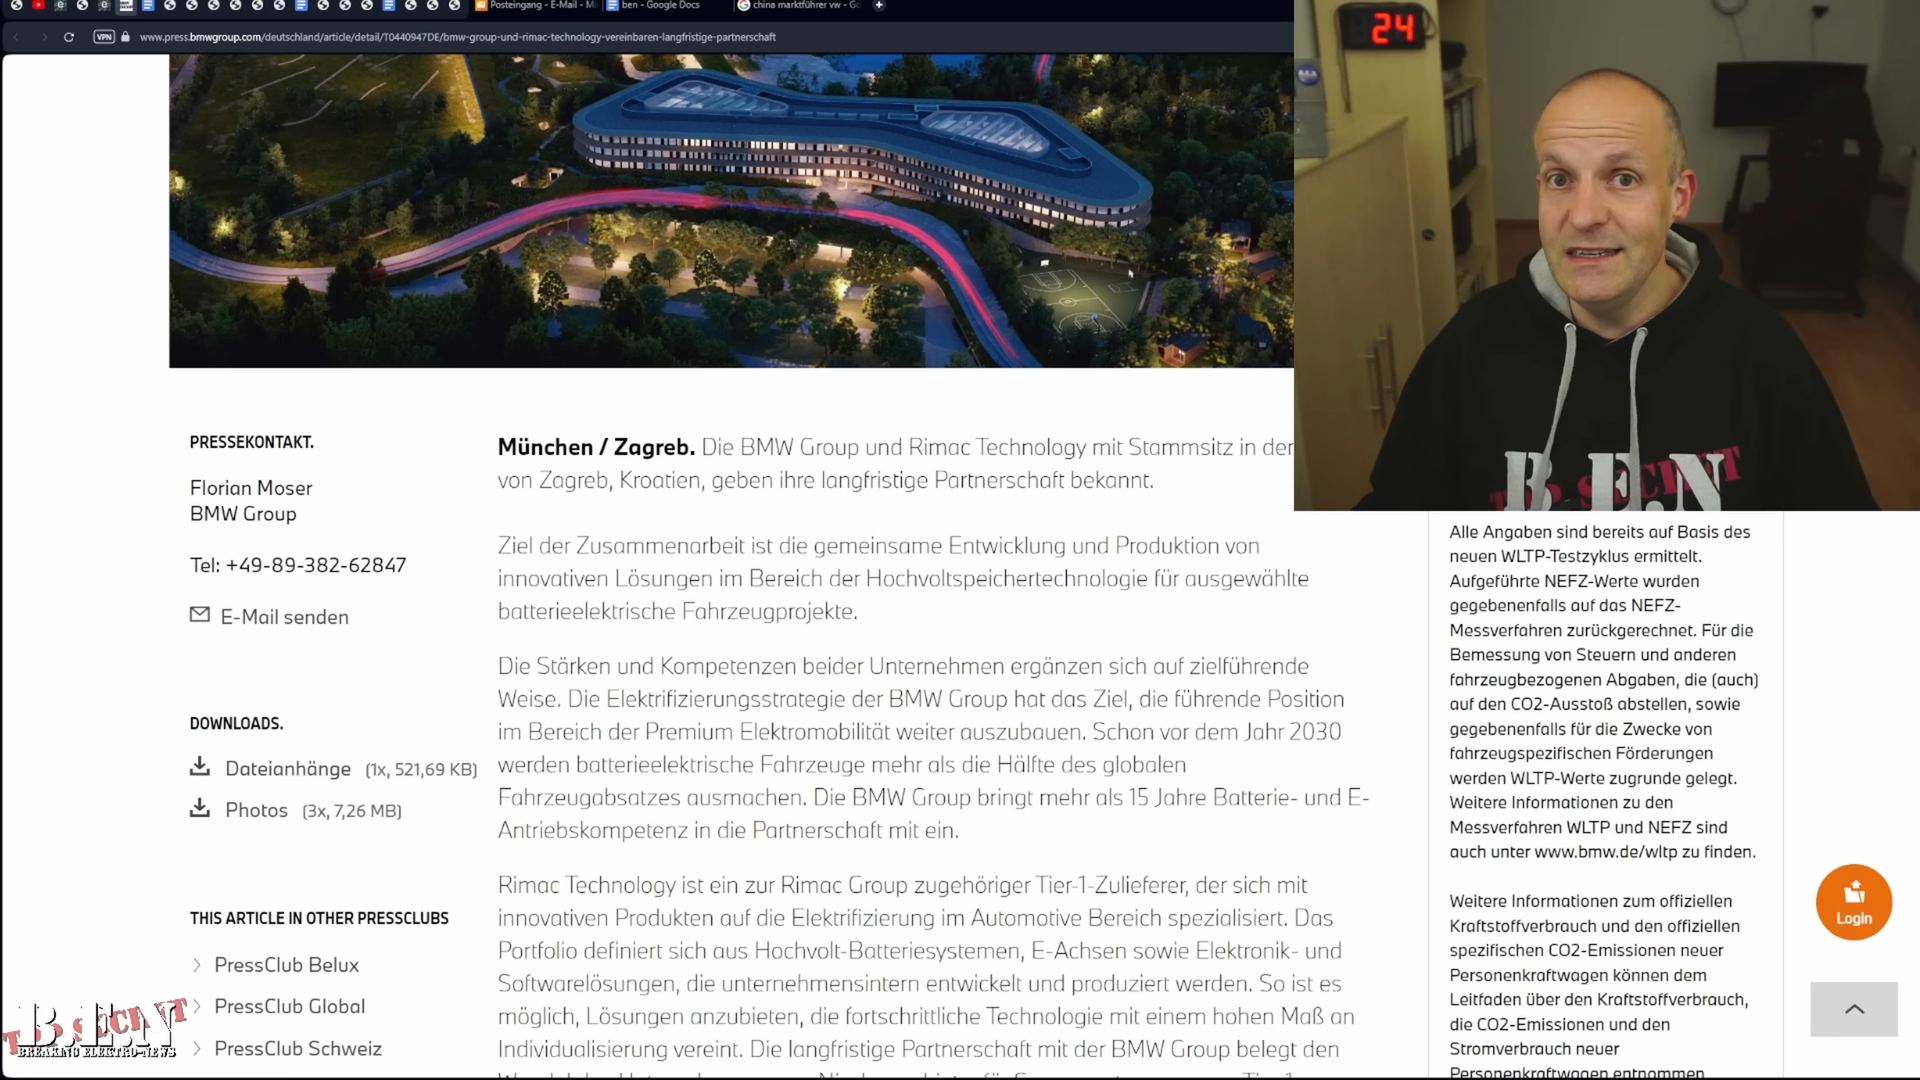 Posteingang - E-Mail - Mi
ben - Google Docs
china marktführer vw - Go
VPN
www.press.bmwgroup.com/deutschland/article/detail/T0440947DE/bmw-group-und-rimac-technology-vereinbaren-langfristige-partnerschaft
24
B.E.N
PRESSEKONTAKT.
Florian Moser
BMW Group
Tel: +49-89-382-62847
E-Mail senden
DOWNLOADS.
Dateianhänge (1x, 521,69 KB)
Photos (3x, 7,26 MB)
THIS ARTICLE IN OTHER PRESSCLUBS
PressClub Belux
PressClub Global
PressClub Schweiz
München / Zagreb. Die BMW Group und Rimac Technology mit Stammsitz in der
von Zagreb, Kroatien, geben ihre langfristige Partnerschaft bekannt.
Ziel der Zusammenarbeit ist die gemeinsame Entwicklung und Produktion von
innovativen Lösungen im Bereich der Hochvoltspeichertechnologie für ausgewählte
batterieelektrische Fahrzeugprojekte.
Die Stärken und Kompetenzen beider Unternehmen ergänzen sich auf zielführende
Weise. Die Elektrifizierungsstrategie der BMW Group hat das Ziel, die führende Position
im Bereich der Premium Elektromobilität weiter auszubauen. Schon vor dem Jahr 2030
werden batterieelektrische Fahrzeuge mehr als die Hälfte des globalen
Fahrzeugabsatzes ausmachen. Die BMW Group bringt mehr als 15 Jahre Batterie- und E-
Antriebskompetenz in die Partnerschaft mit ein.
Rimac Technology ist ein zur Rimac Group zugehöriger Tier-1-Zulieferer, der sich mit
innovativen Produkten auf die Elektrifizierung im Automotive Bereich spezialisiert. Das
Portfolio definiert sich aus Hochvolt-Batteriesystemen, E-Achsen sowie Elektronik- und
Softwarelösungen, die unternehmensintern entwickelt und produziert werden. So ist es
möglich, Lösungen anzubieten, die fortschrittliche Technologie mit einem hohen Maß an
Individualisierung vereint. Die langfristige Partnerschaft mit der BMW Group belegt den
Alle Angaben sind bereits auf Basis des
neuen WLTP-Testzyklus ermittelt.
Aufgeführte NEFZ-Werte wurden
gegebenenfalls auf das NEFZ-
Messverfahren zurückgerechnet. Für die
Bemessung von Steuern und anderen
fahrzeugbezogenen Abgaben, die (auch)
auf den CO2-Ausstoß abstellen, sowie
gegebenenfalls für die Zwecke von
fahrzeugspezifischen Förderungen
werden WLTP-Werte zugrunde gelegt.
Weitere Informationen zu den
Messverfahren WLTP und NEFZ sind
auch unter www.bmw.de/wltp zu finden.
Weitere Informationen zum offiziellen
Kraftstoffverbrauch und den offiziellen
spezifischen CO2-Emissionen neuer
Personenkraftwagen können dem
Leitfaden über den Kraftstoffverbrauch,
die CO2-Emissionen und den
Stromverbrauch neuer
Personenkraftwagen entnommen
Login
TOP SECRET
B.E.N
BREAKING ELEKTRO-NEWS